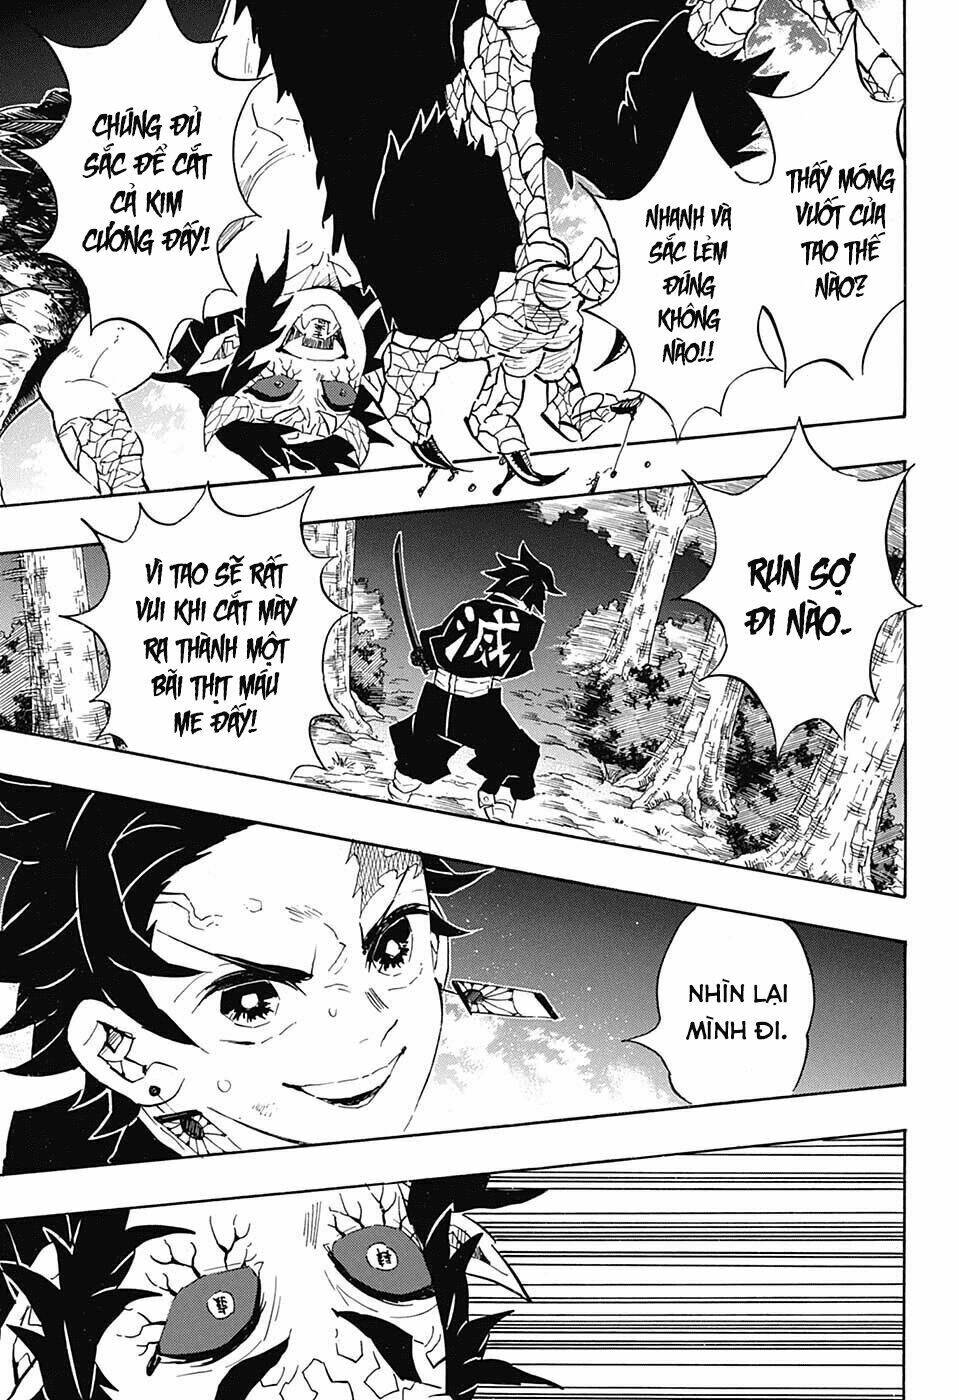 THẤY MÓNG
VUỐT CỦA
TAO THẾ
NÀO?
NHANH VÀ
SẮC LẺM
ĐÚNG
KHÔNG
NÀO!!
CHÚNG ĐỦ
SẮC ĐỂ CẮT
CẢ KIM
CƯƠNG ĐẤY!
RUN SỢ
ĐI NÀO.
滅
VÌ TAO SẼ RẤT
VUI KHI CẮT MÀY
RA THÀNH MỘT
BÃI THỊT MÁU
ME ĐẤY!
NHÌN LẠI
MÌNH ĐI.